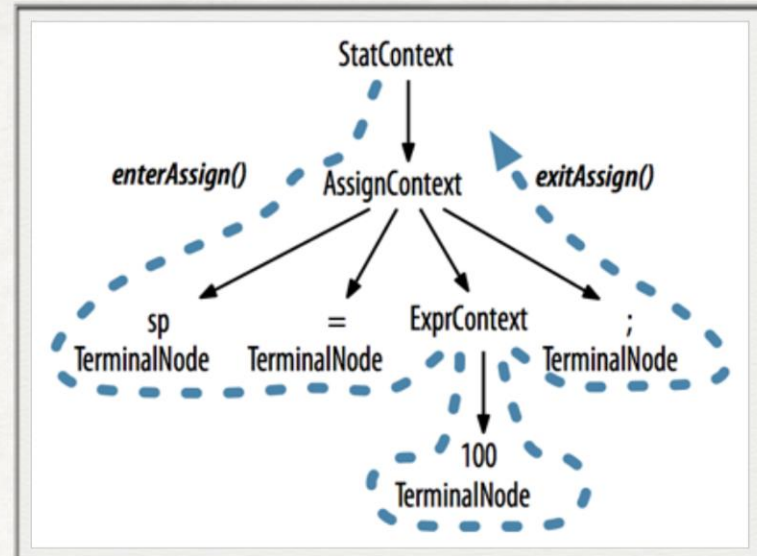 StatContext
enterAssign()
AssignContext
exitAssign()
sp
=
ExprContext
;
TerminalNode
TerminalNode
TerminalNode
100
TerminalNode